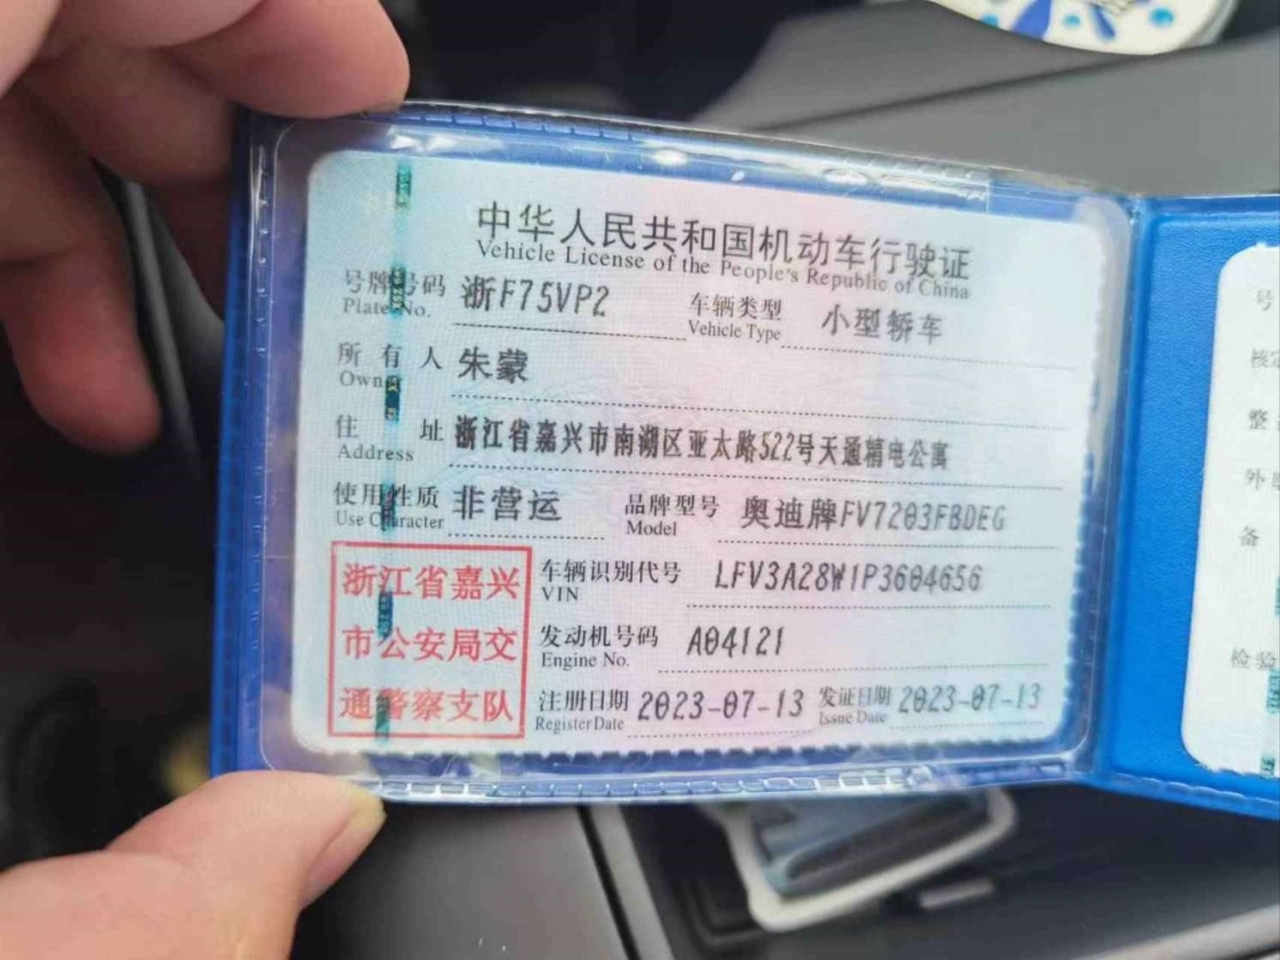 中华人民共和国机动车行驶证
Vehicle License of the People's Republic of China
号牌号码 浙F75VP2 车辆类型 小型轿车
Plate No. Vehicle Type
所有人 朱蒙
Owner
住址 浙江省嘉兴市南湖区亚太路522号天通精电公寓
Address
使用性质 非营运 品牌型号 奥迪牌FV7203FBDEG
Use Character Model
浙江省嘉兴
市公安局交
通警察支队
车辆识别代号 LFV3A28W1P3604656
VIN
发动机号码 A04121
Engine No.
注册日期 2023-07-13 发证日期 2023-07-13
Register Date Issue Date
号
核
整
外
备
检验